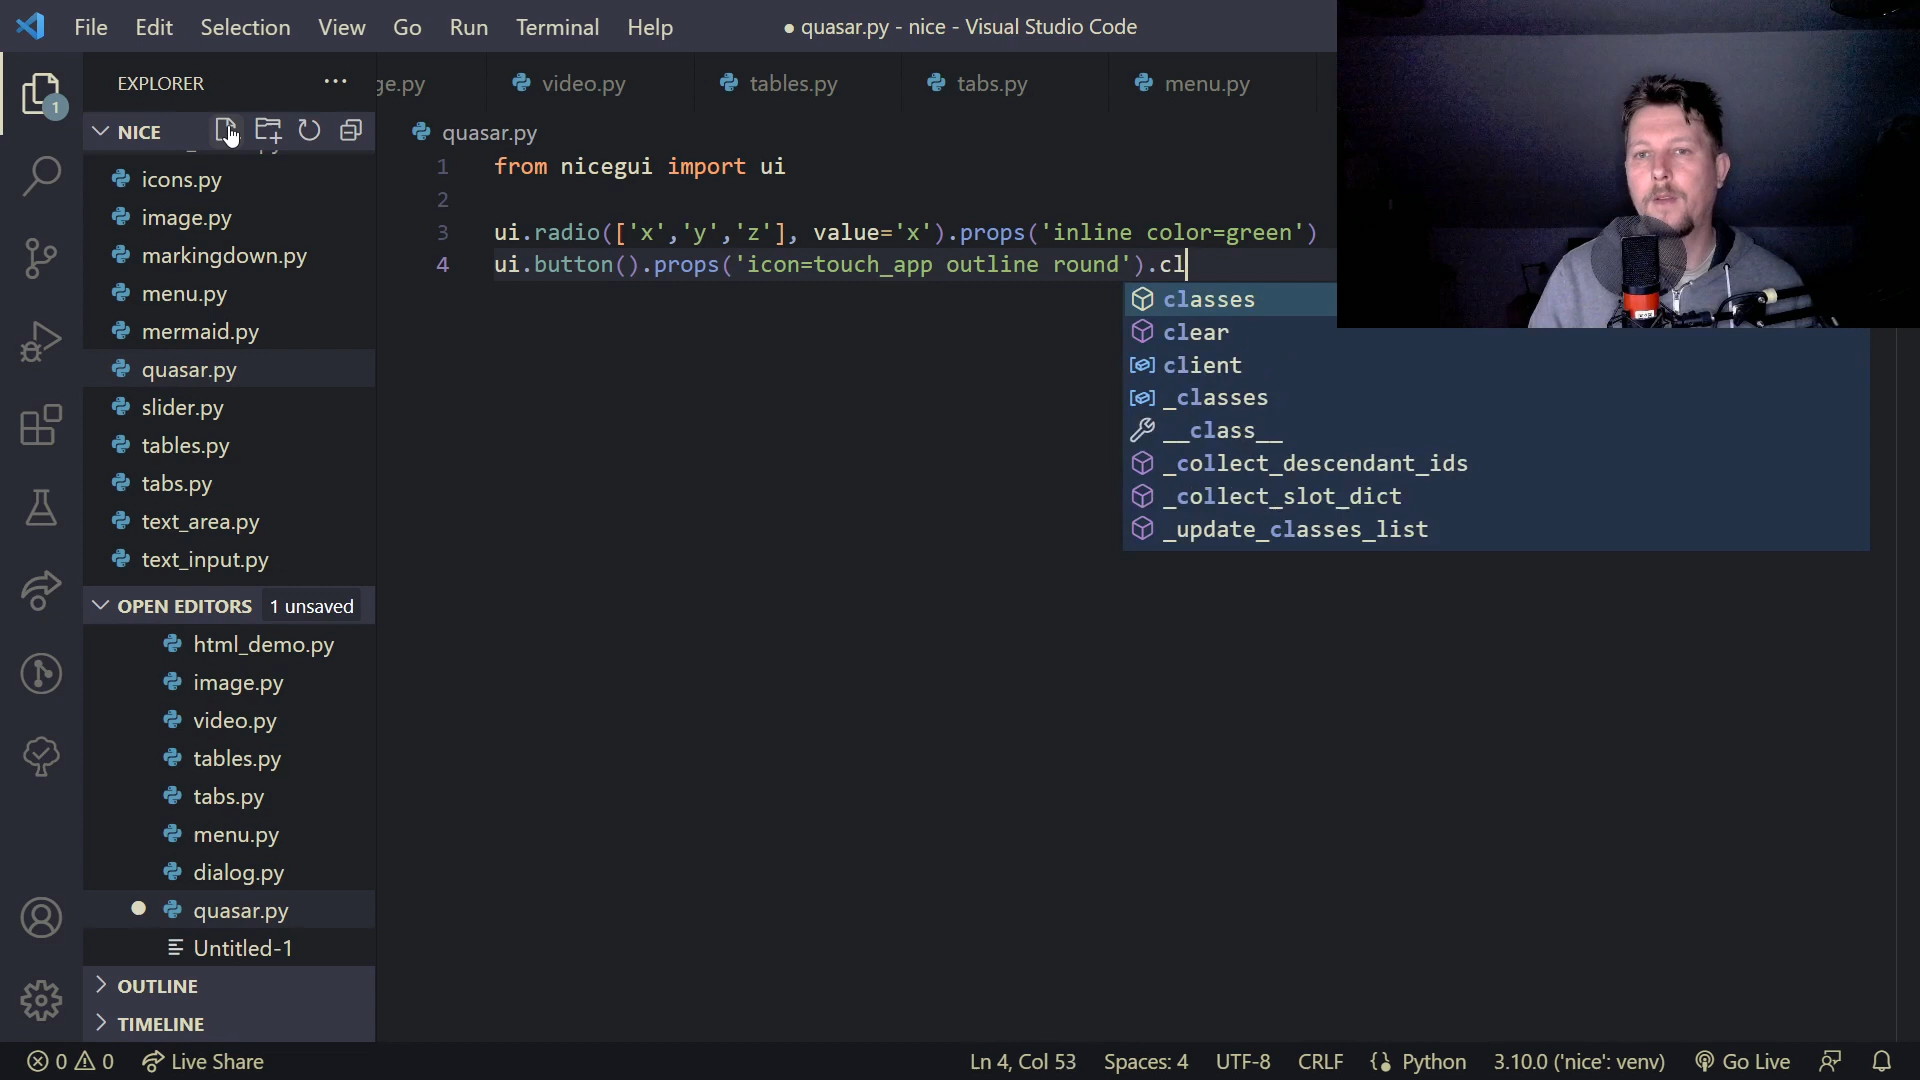 File Edit Selection View Go Run Terminal Help
● quasar.py - nice - Visual Studio Code
EXPLORER
ge.py video.py tables.py tabs.py menu.py
1
NICE
quasar.py
icons.py
image.py
markingdown.py
menu.py
mermaid.py
quasar.py
slider.py
tables.py
tabs.py
text_area.py
text_input.py
1 from nicegui import ui
2
3 ui.radio(['x','y','z'], value='x').props('inline color=green')
4 ui.button().props('icon=touch_app outline round').cl
classes
clear
client
_classes
__class__
_collect_descendant_ids
_collect_slot_dict
_update_classes_list
OPEN EDITORS 1 unsaved
html_demo.py
image.py
video.py
tables.py
tabs.py
menu.py
dialog.py
quasar.py
Untitled-1
OUTLINE
TIMELINE
0 0 Live Share Ln 4, Col 53 Spaces: 4 UTF-8 CRLF Python 3.10.0 ('nice': venv) Go Live